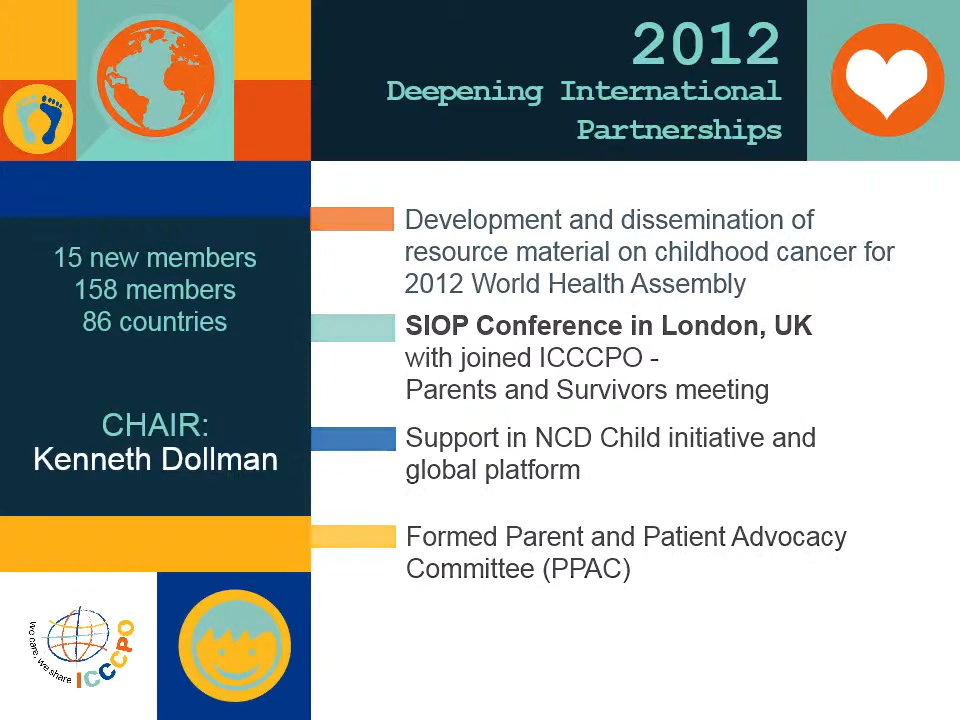 2012
Deepening International
Partnerships
15 new members
158 members
86 countries
CHAIR:
Kenneth Dollman
Development and dissemination of
resource material on childhood cancer for
2012 World Health Assembly
SIOP Conference in London, UK
with joined ICCCPO -
Parents and Survivors meeting
Support in NCD Child initiative and
global platform
Formed Parent and Patient Advocacy
Committee (PPAC)
We care, we share
ICCCPO